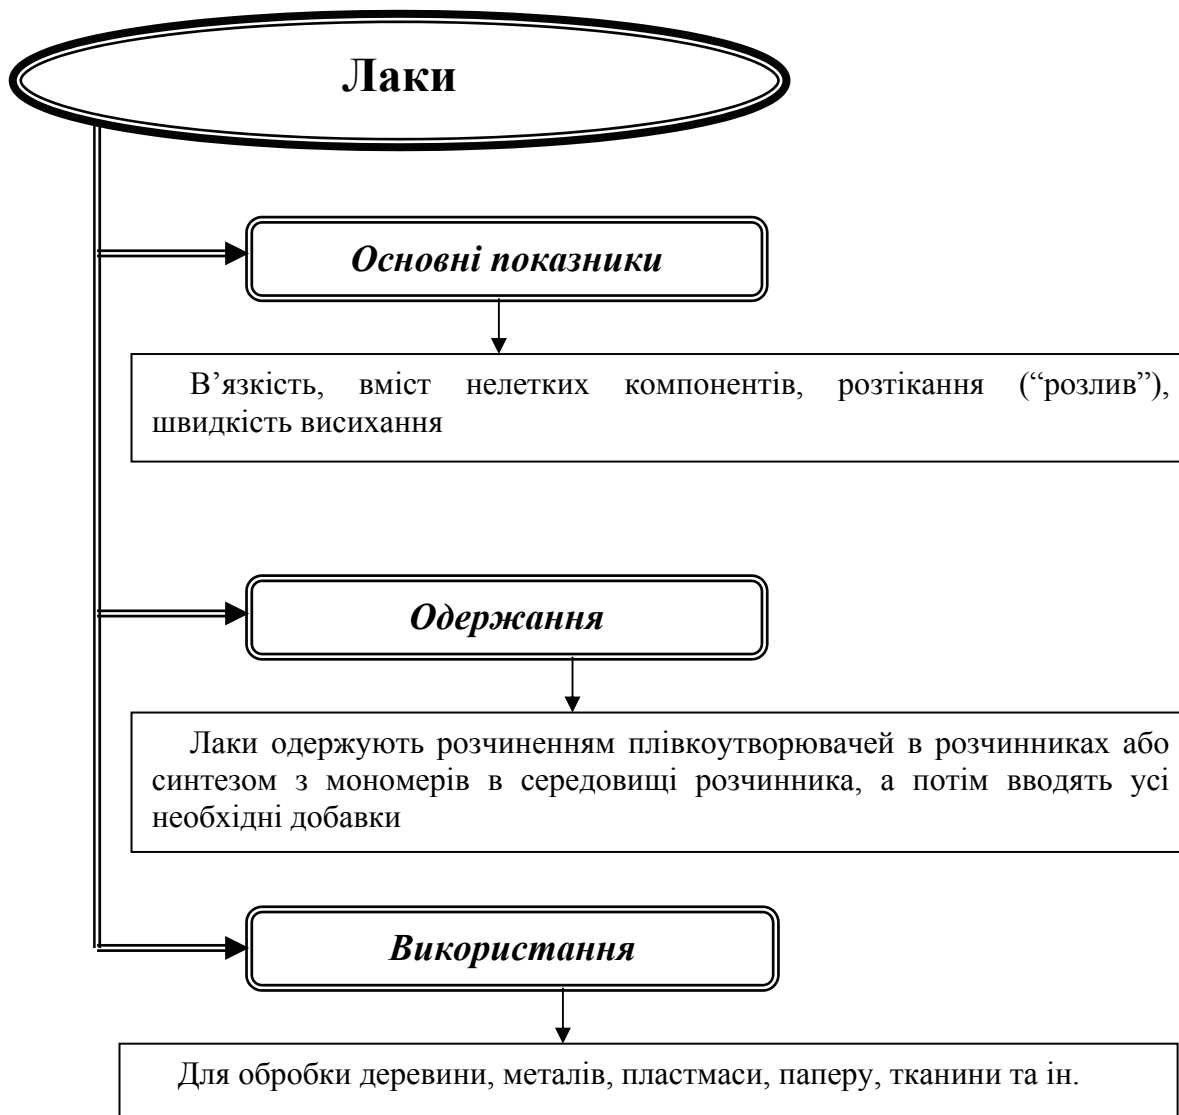 Лаки
Основні показники
В’язкість, вміст нелетких компонентів, розтікання (“розлив”),
швидкість висихання
Одержання
Лаки одержують розчиненням плівкоутворювачей в розчинниках або
синтезом з мономерів в середовищі розчинника, а потім вводять усі
необхідні добавки
Використання
Для обробки деревини, металів, пластмаси, паперу, тканини та ін.